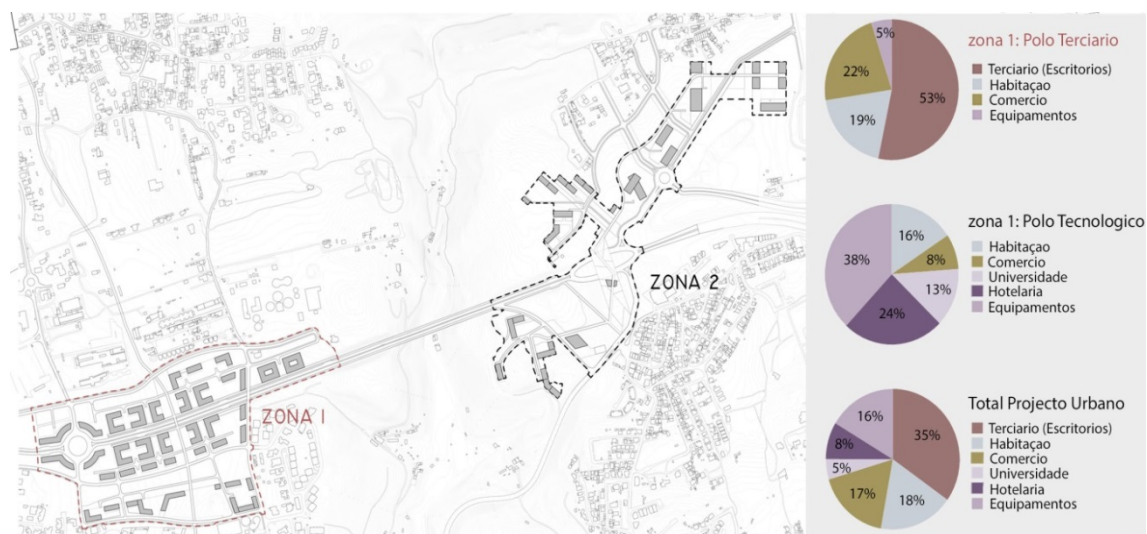 ZONA 1
ZONA 2
5%
22%
53%
19%
zona 1: Polo Terciario
Terciario (Escritorios)
Habitaçao
Comercio
Equipamentos
16%
8%
38%
13%
24%
zona 1: Polo Tecnologico
Habitaçao
Comercio
Universidade
Hotelaria
Equipamentos
16%
35%
8%
5%
17%
18%
Total Projecto Urbano
Terciario (Escritorios)
Habitaçao
Comercio
Universidade
Hotelaria
Equipamentos